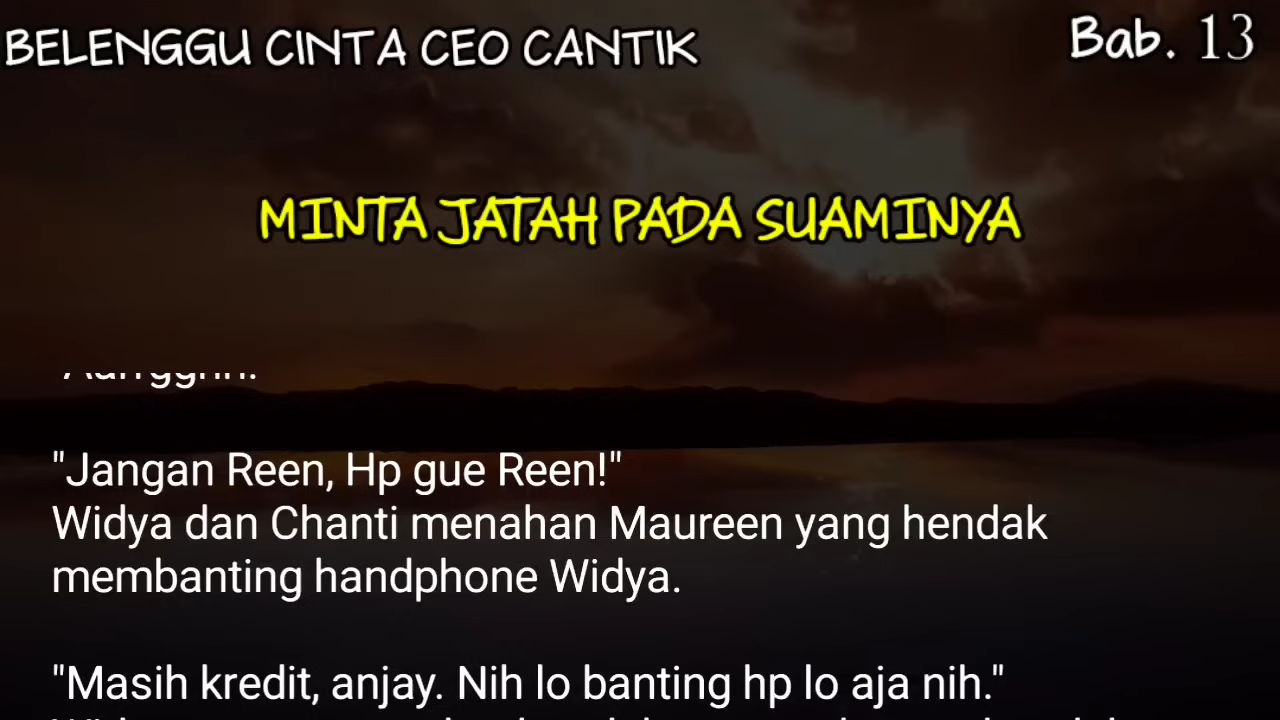 BELENGGU CINTA CEO CANTIK
Bab. 13
MINTA JATAH PADA SUAMINYA
"Jangan Reen, Hp gue Reen!"
Widya dan Chanti menahan Maureen yang hendak
membanting handphone Widya.
"Masih kredit, anjay. Nih lo banting hp lo aja nih."